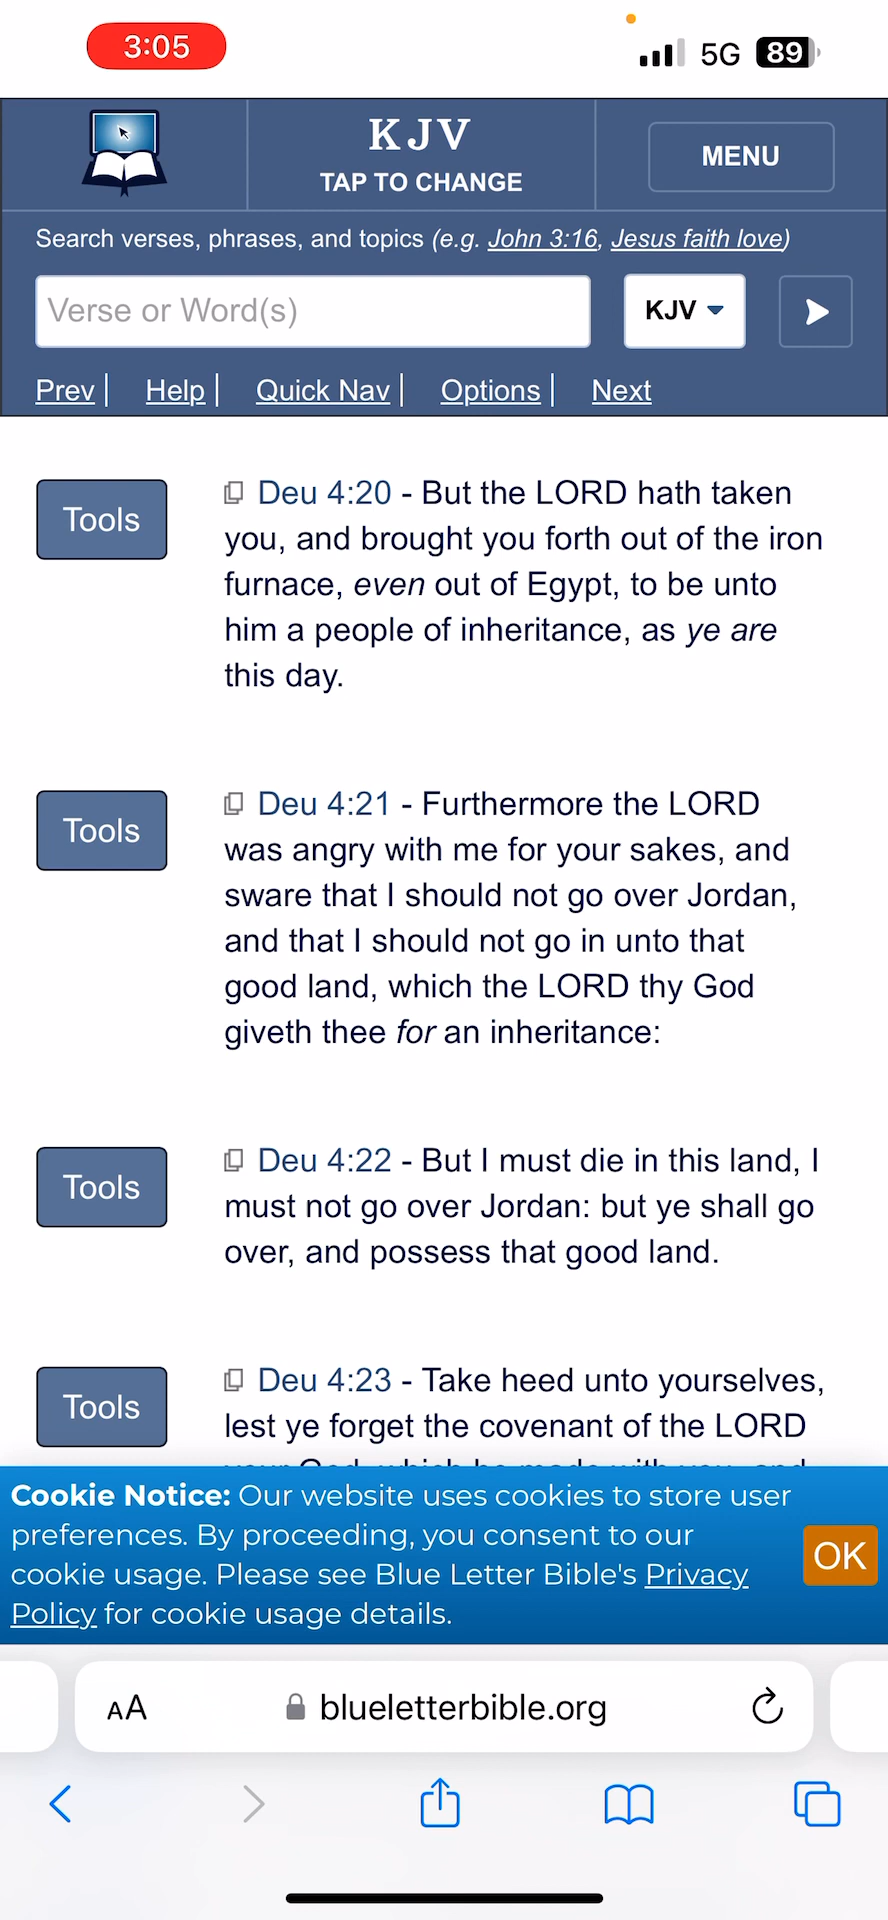 3:05
5G 89
KJV
TAP TO CHANGE
MENU
Search verses, phrases, and topics (e.g. John 3:16, Jesus faith love)
Verse or Word(s)
KJV
Prev | Help | Quick Nav | Options | Next
Tools
Deu 4:20 - But the LORD hath taken
you, and brought you forth out of the iron
furnace, even out of Egypt, to be unto
him a people of inheritance, as ye are
this day.
Tools
Deu 4:21 - Furthermore the LORD
was angry with me for your sakes, and
sware that I should not go over Jordan,
and that I should not go in unto that
good land, which the LORD thy God
giveth thee for an inheritance:
Tools
Deu 4:22 - But I must die in this land, I
must not go over Jordan: but ye shall go
over, and possess that good land.
Tools
Deu 4:23 - Take heed unto yourselves,
lest ye forget the covenant of the LORD
your God, which he made with you, and
Cookie Notice: Our website uses cookies to store user
preferences. By proceeding, you consent to our
cookie usage. Please see Blue Letter Bible's Privacy
Policy for cookie usage details.
OK
AA
blueletterbible.org